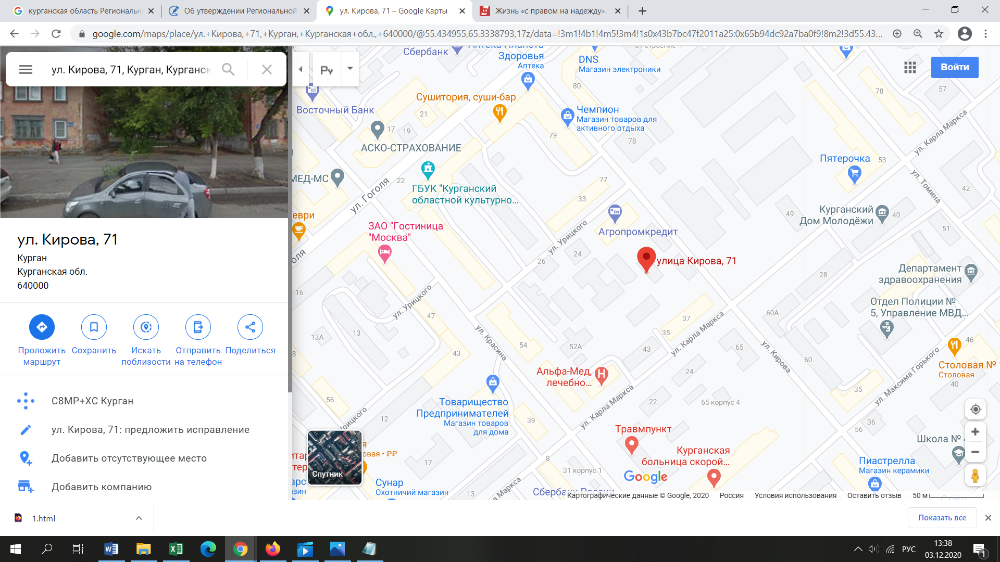 курганская область Региональн
Об утверждении Региональной
ул. Кирова, 71 – Google Карты
Жизнь «с правом на надежду».
google.com/maps/place/ул.+Кирова,+71,+Курган,+Курганская+обл.,+640000/@55.434955,65.3338793,17z/data=!3m1!4b1!4m5!3m4!1s0x43b7bc47f2011a25:0x65b94dc92a7ba0f9!8m2!3d55.43...
ул. Кирова, 71, Курган, Курганск
ул. Кирова, 71
Курган
Курганская обл.
640000
Проложить
маршрут
Сохранить
Искать
поблизости
Отправить
на телефон
Поделиться
C8MP+XC Курган
ул. Кирова, 71: предложить исправление
Добавить отсутствующее место
Добавить компанию
Сбербанк
Аптека Планета
Здоровья
Аптека
DNS
Магазин электроники
Войти
80
78
57
Сушитория, суши-бар
Восточный Банк
21
Чемпион
Магазин товаров для
активного отдыха
ул. Карла Маркса
17
19
79
78
АСКО-СТРАХОВАНИЕ
Пятерочка
53
МЕД-МС
22
ул. Гоголя
ГБУК "Курганский
областной культурно...
77
33
ул. Томина
42
49
Курганский
Дом Молодёжи
40
51
ЗАО "Гостиница
"Москва"
Агропромкредит
ул. Урицкого
24
26
улица Кирова, 71
28
Департамент
здравоохранения
16
ул. Урицкого
47
Отдел Полиции №
5, Управление МВД...
60А
37
35
ул. Карла Маркса
13А
13
ул. Красина
54
52А
43
65
ул. Кирова
60
46
Столовая №
Столовая
40
43
Альфа-Мед,
лечебно...
24
ул. Максима Горького
35
56
Товарищество
Предпринимателей
Магазин товаров
для дома
12
39
ул. Карла Маркса
22
65 корпус 4
36
56
Травмпункт
Школа №
Курганская
больница скорой...
17
8
31 корпус 1
Пиастрелла
Магазин керамики
Сунар
Охотничий магазин
13
Сбербанк России
Спутник
Google
Картографические данные © Google, 2020
Россия
Условия использования
Оставить отзыв
50 м
1.html
Показать все
РУС
13:38
03.12.2020
1